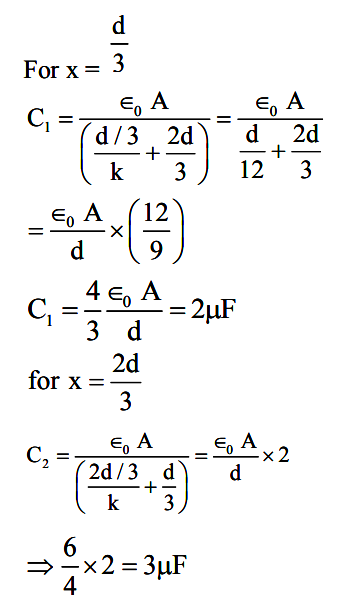 For x = d/3
C₁ = ∈₀ A / ((d / 3)/k + 2d/3) = ∈₀ A / (d/12 + 2d/3)
= ∈₀ A / d × (12/9)
C₁ = 4/3 ∈₀ A / d = 2μF
for x = 2d/3
C₂ = ∈₀ A / ((2d / 3)/k + d/3) = ∈₀ A / d × 2
⇒ 6/4 × 2 = 3μF